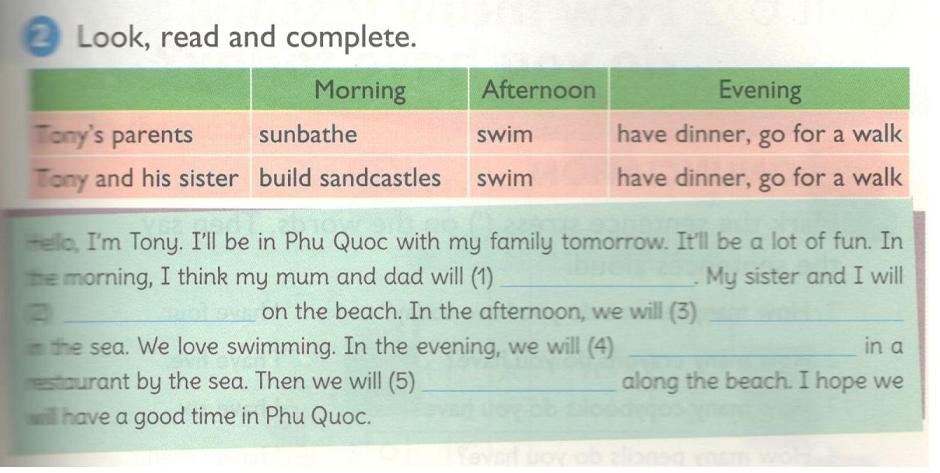 2 Look, read and complete.
Morning Afternoon Evening
Tony's parents sunbathe swim have dinner, go for a walk
Tony and his sister build sandcastles swim have dinner, go for a walk
Hello, I'm Tony. I'll be in Phu Quoc with my family tomorrow. It'll be a lot of fun. In
the morning, I think my mum and dad will (1) ____________. My sister and I will
(2) ____________ on the beach. In the afternoon, we will (3) ____________
in the sea. We love swimming. In the evening, we will (4) ____________ in a
restaurant by the sea. Then we will (5) ____________ along the beach. I hope we
will have a good time in Phu Quoc.